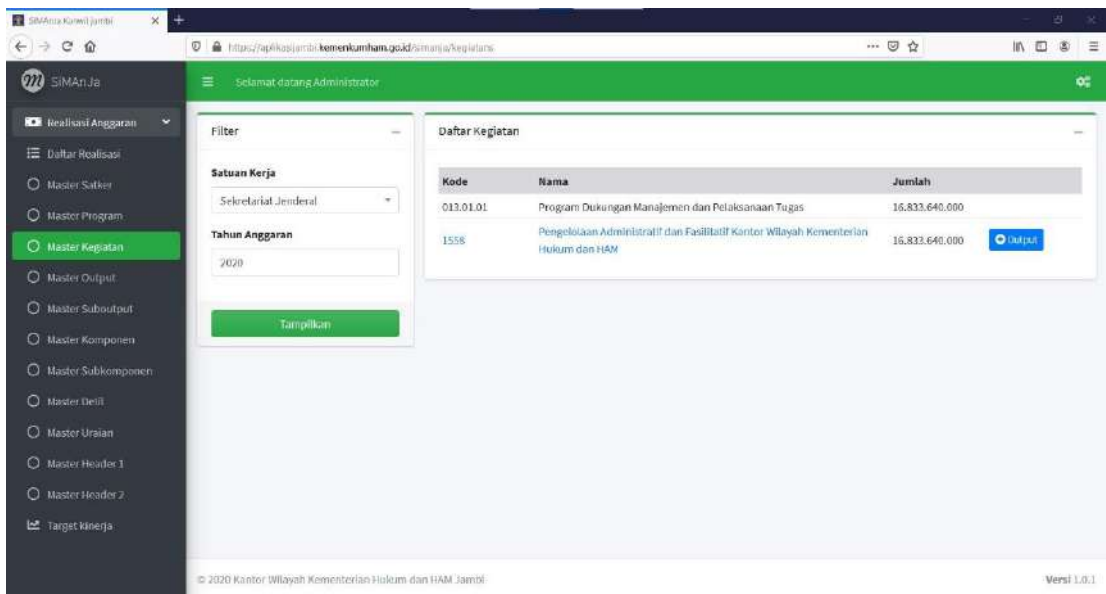 SiMAnJa Kanwil Jambi
https://aplikasijambi.kemenkumham.go.id/simanja/kegiatans
SiMAnJa
Selamat datang Administrator
Realisasi Anggaran
Daftar Realisasi
Master Satker
Master Program
Master Kegiatan
Master Output
Master Suboutput
Master Komponen
Master Subkomponen
Master Detil
Master Uraian
Master Header 1
Master Header 2
Target kinerja
Filter
Satuan Kerja
Sekretariat Jenderal
Tahun Anggaran
2020
Tampilkan
Daftar Kegiatan
Kode Nama Jumlah
013.01.01 Program Dukungan Manajemen dan Pelaksanaan Tugas 16.833.640.000
1558 Pengelolaan Administratif dan Fasilitatif Kantor Wilayah Kementerian 16.833.640.000 Output
Hukum dan HAM
© 2020 Kantor Wilayah Kementerian Hukum dan HAM Jambi
Versi 1.0.1